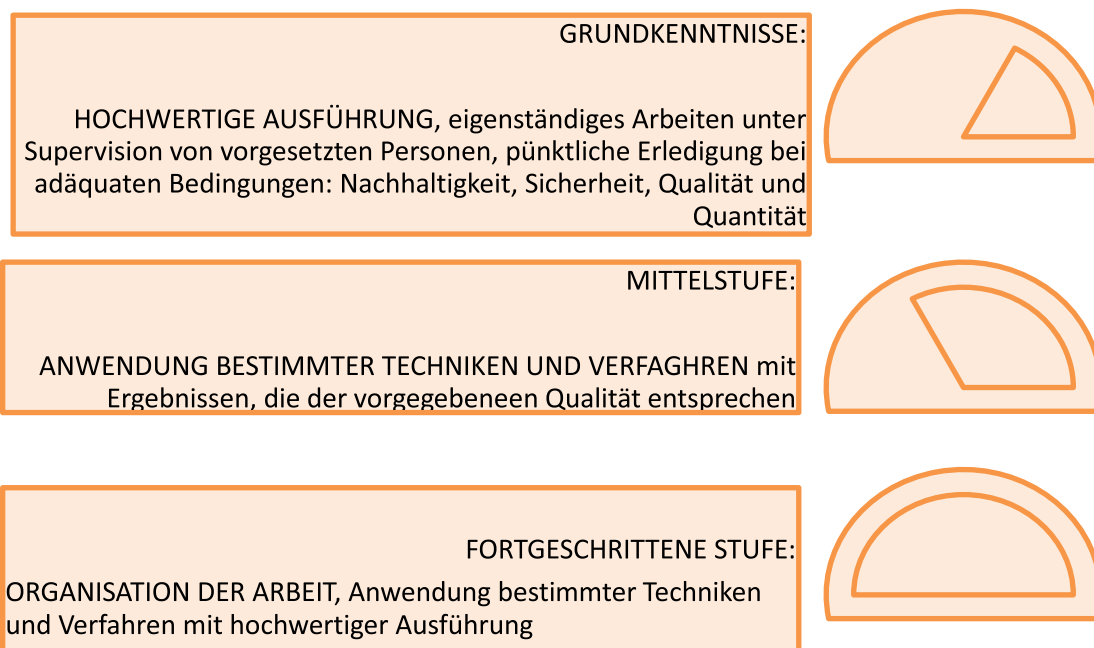 GRUNDKENNTNISSE:
HOCHWERTIGE AUSFÜHRUNG, eigenständiges Arbeiten unter
Supervision von vorgesetzten Personen, pünktliche Erledigung bei
adäquaten Bedingungen: Nachhaltigkeit, Sicherheit, Qualität und
Quantität
MITTELSTUFE:
ANWENDUNG BESTIMMTER TECHNIKEN UND VERFAGHREN mit
Ergebnissen, die der vorgegebeneen Qualität entsprechen
FORTGESCHRITTENE STUFE:
ORGANISATION DER ARBEIT, Anwendung bestimmter Techniken
und Verfahren mit hochwertiger Ausführung